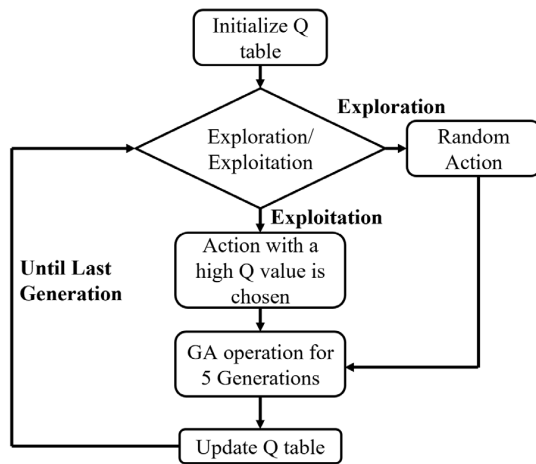 Initialize Q
table
Exploration
Exploration/
Exploitation
Random
Action
Exploitation
Action with a
high Q value is
chosen
Until Last
Generation
GA operation for
5 Generations
Update Q table